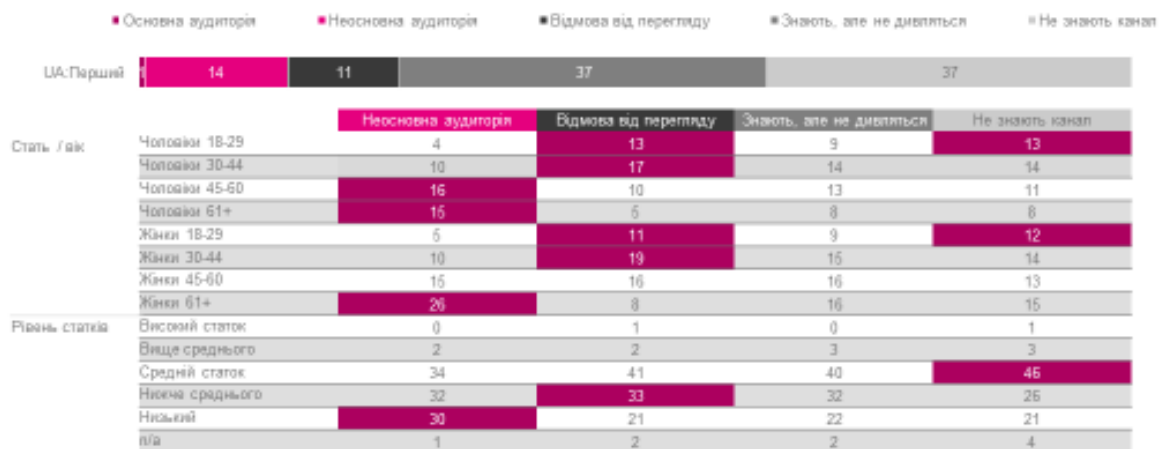 Основна аудиторія Неосновна аудиторія Відмова від перегляду Знають, але не дивляться Не знають канал
UA:Перший 1 14 11 37 37
Неосновна аудиторія Відмова від перегляду Знають, але не дивляться Не знають канал
Стать / вік Чоловіки 18-29 4 13 9 13
Чоловіки 30-44 10 17 14 14
Чоловіки 45-60 16 10 13 11
Чоловіки 61+ 15 5 8 8
Жінки 18-29 5 11 9 12
Жінки 30-44 10 19 15 14
Жінки 45-60 15 16 16 13
Жінки 61+ 26 8 16 15
Рівень статків Високий статок 0 1 0 1
Вище среднього 2 2 3 3
Средній статок 34 41 40 46
Нижче среднього 32 33 32 26
Низький 30 21 22 21
n/a 1 2 2 4